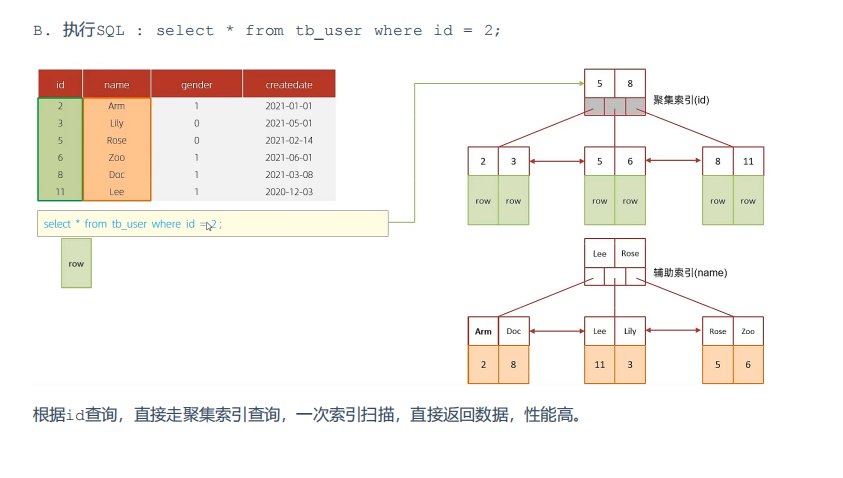 B. 执行SQL : select * from tb_user where id = 2;
id name gender createdate
2 Arm 1 2021-01-01
3 Lily 0 2021-05-01
5 Rose 0 2021-02-14
6 Zoo 1 2021-06-01
8 Doc 1 2021-03-08
11 Lee 1 2020-12-03
select * from tb_user where id = 2;
row
5 8
聚集索引(id)
2 3 5 6 8 11
row row row row row row
Lee Rose
辅助索引(name)
Arm Doc Lee Lily Rose Zoo
2 8 11 3 5 6
根据id查询，直接走聚集索引查询，一次索引扫描，直接返回数据，性能高。